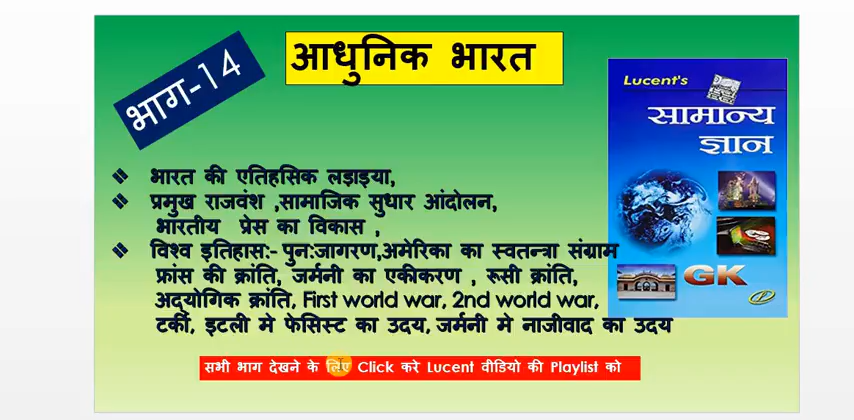 भाग-14
आधुनिक भारत
Lucent's
सामान्य
ज्ञान
GK
भारत की एतिहसिक लड़ाइया,
प्रमुख राजवंश ,सामाजिक सुधार आंदोलन,
भारतीय प्रेस का विकास ,
विश्व इतिहास:- पुन:जागरण,अमेरिका का स्वतन्त्रा संग्राम
फ्रांस की क्रांति, जर्मनी का एकीकरण , रूसी क्रांति,
अद्योगिक क्रांति, First world war, 2nd world war,
टर्की, इटली मे फेसिस्ट का उदय, जर्मनी मे नाजीवाद का उदय
सभी भाग देखने के लिए Click करे Lucent वीडियो की Playlist को